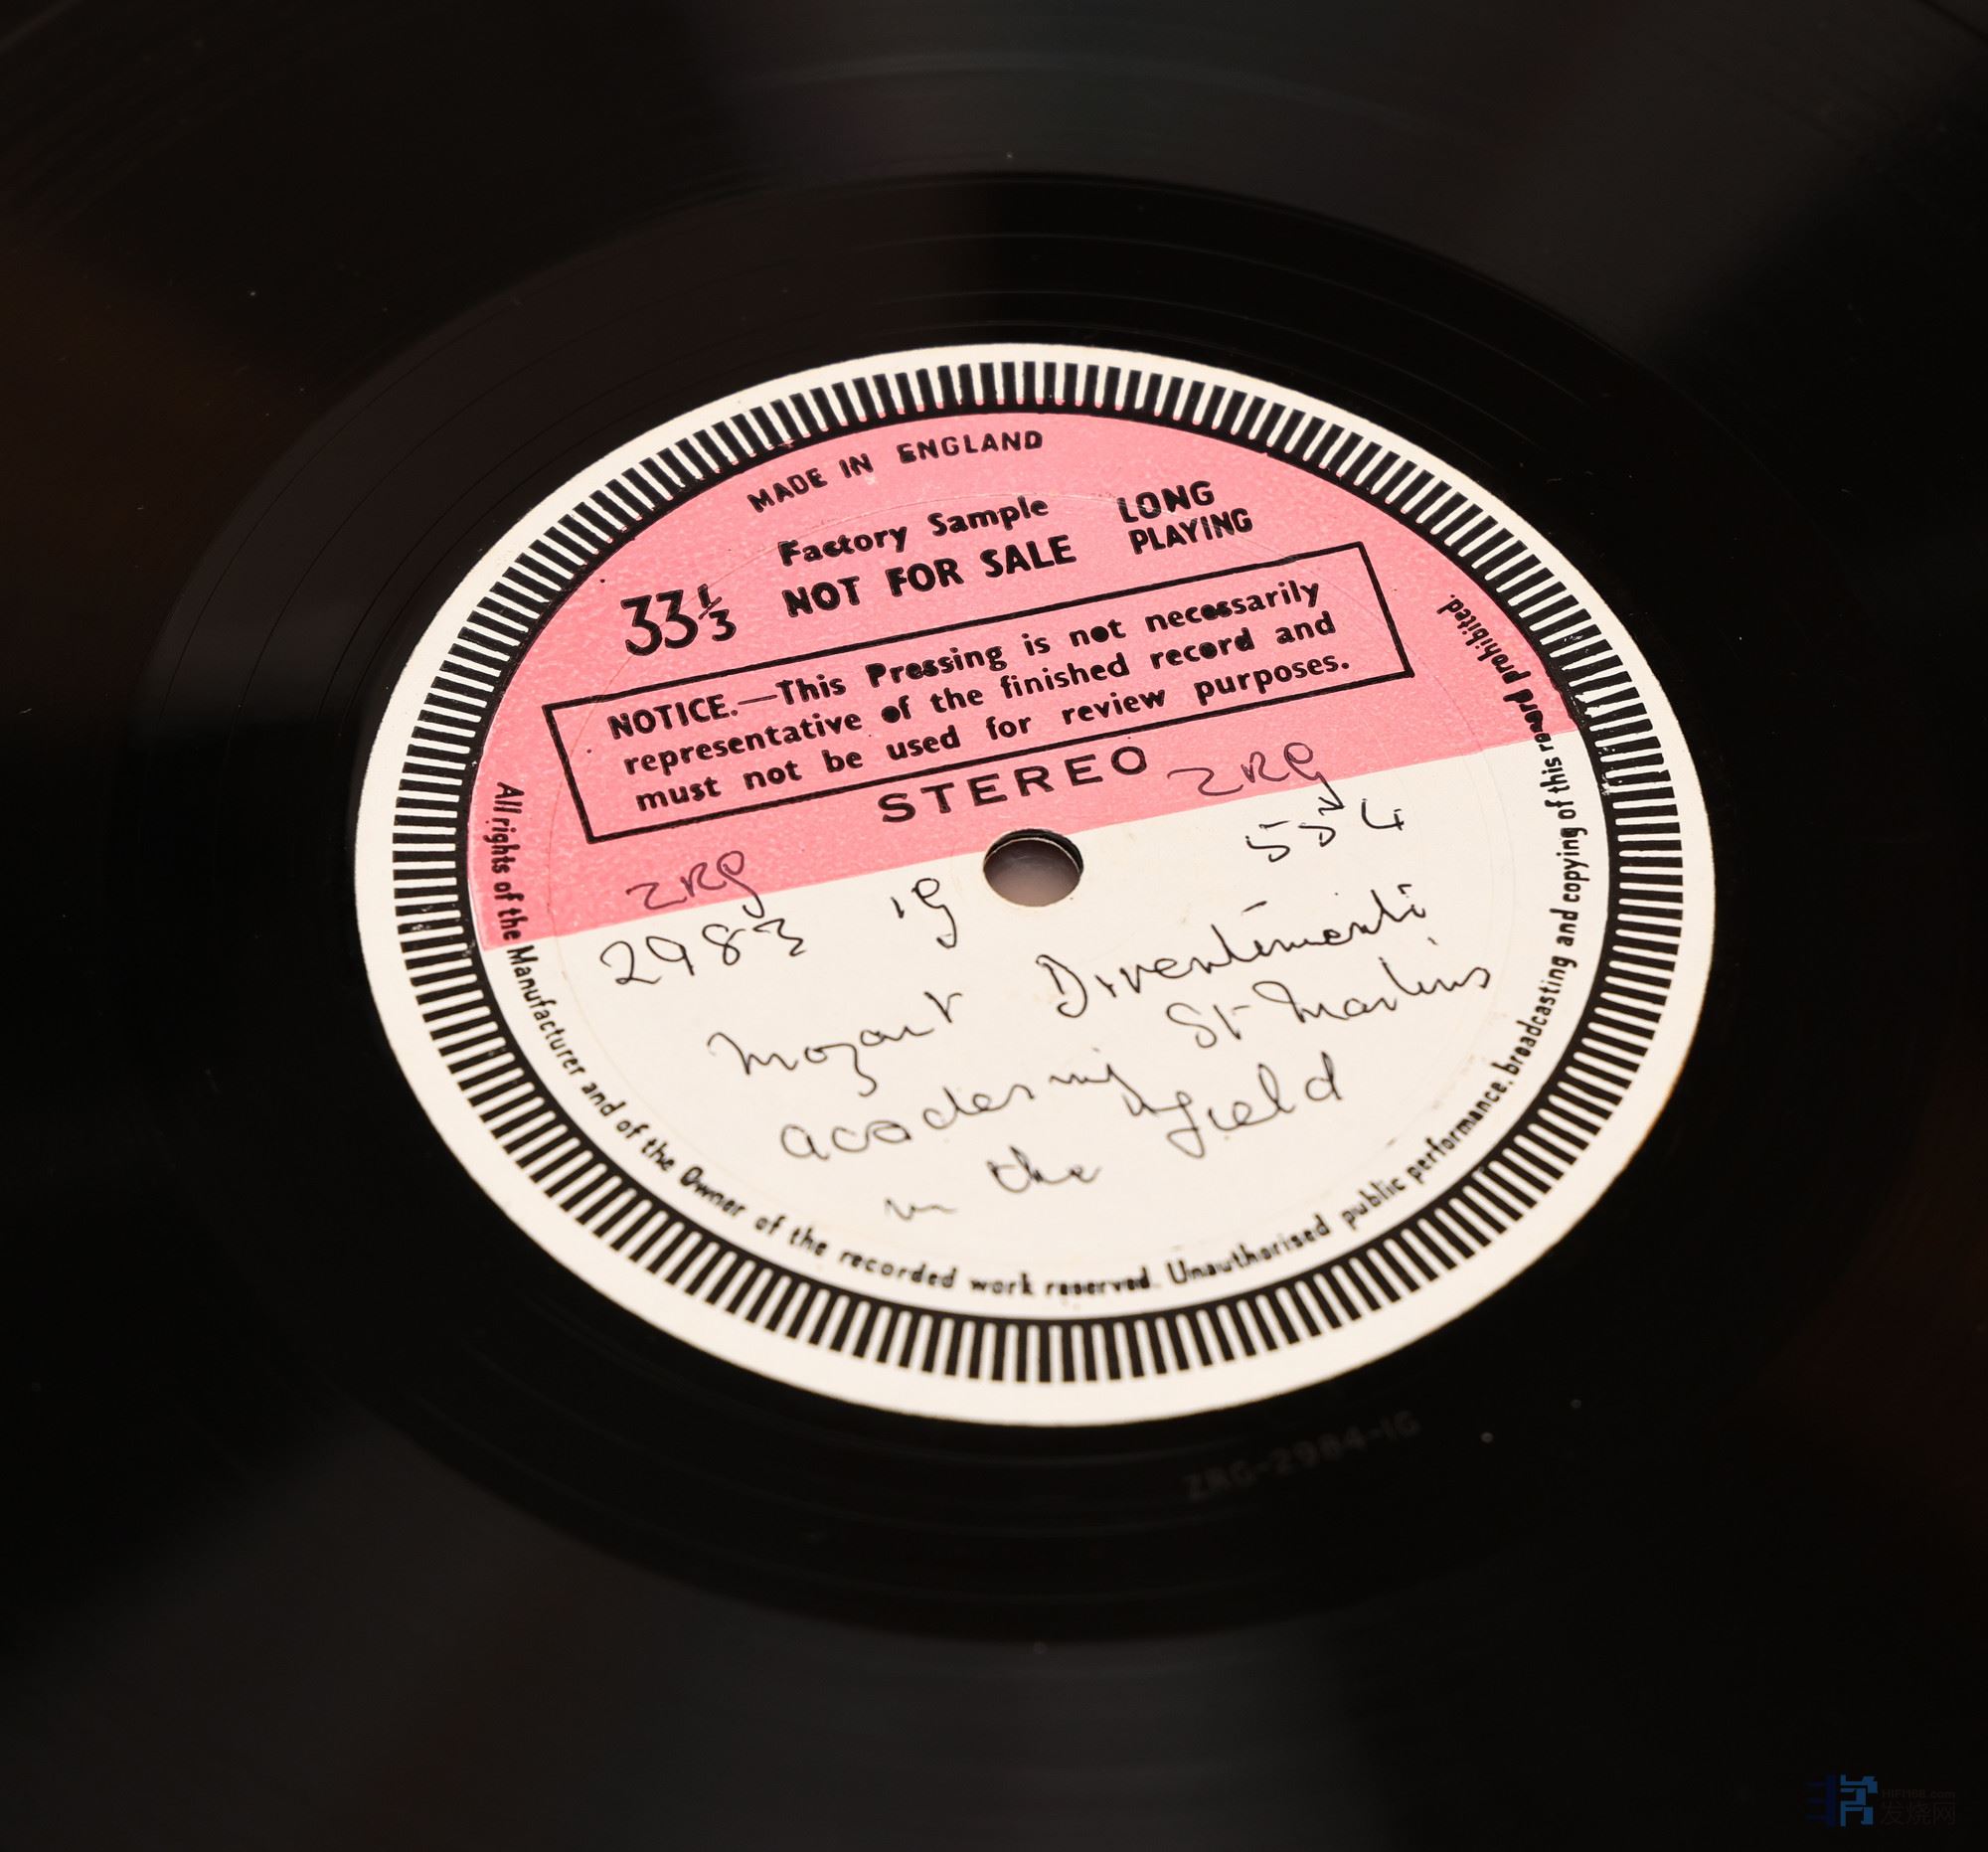 MADE IN ENGLAND
Factory Sample
NOT FOR SALE
LONG
PLAYING
33⅓
NOTICE.—This Pressing is not necessarily
representative of the finished record and
must not be used for review purposes.
STEREO
ZRG
554
ZRG
2983 1G
Mozart Divertimenti
academy St Martins
in the field
All rights of the Manufacturer and of the Owner of the recorded work reserved. Unauthorised public performance, broadcasting and copying of this record prohibited.
ZRG-2984-1G
发烧网